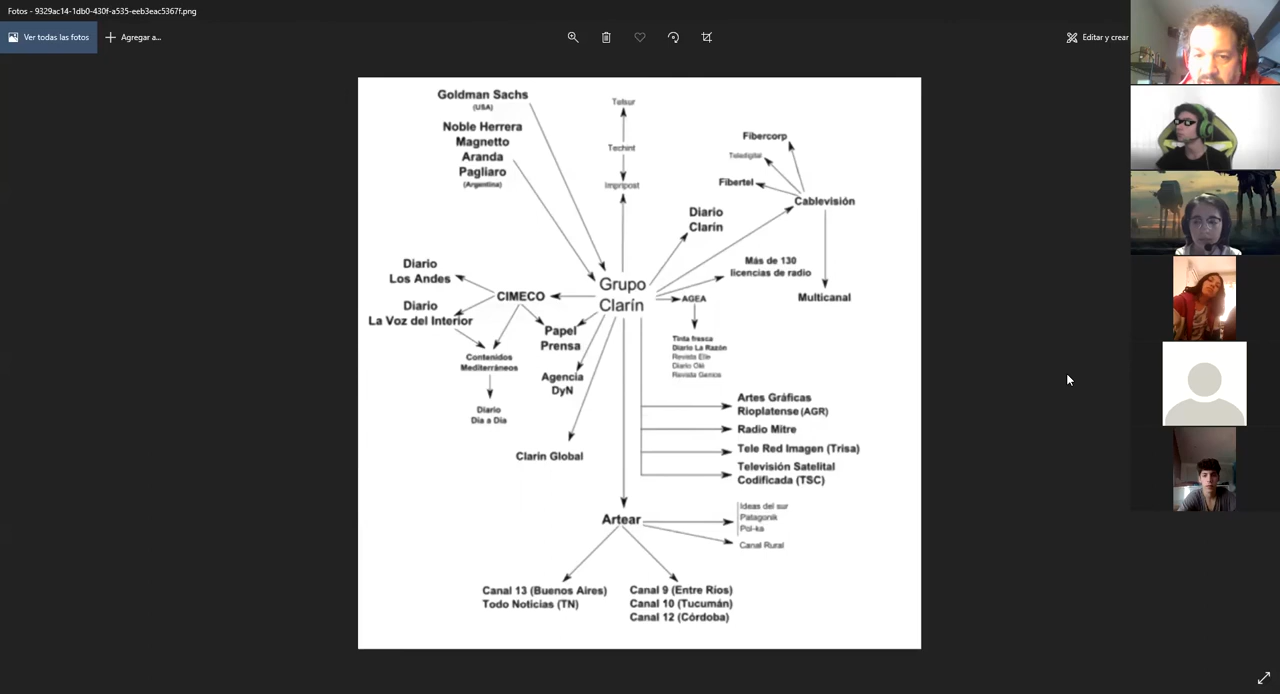 Fotos - 9329ac14-1db0-430f-a535-eeb3eac5367f.png
Ver todas las fotos
Agregar a...
Editar y crear
Goldman Sachs
(USA)
Noble Herrera
Magnetto
Aranda
Pagliaro
(Argentina)
Techint
Impripost
Fibercorp
Teledigital
Fibertel
Cablevisión
Multicanal
Diario
Clarín
Más de 130
licencias de radio
Grupo
Clarín
AGEA
Tinta fresca
Diario La Razón
Revista Elle
Diario Olé
Revista Genios
Diario
Los Andes
CIMECO
Diario
La Voz del Interior
Papel
Prensa
Contenidos
Mediterráneos
Agencia
DyN
Diario
Día a Día
Clarín Global
Artes Gráficas
Rioplatense (AGR)
Radio Mitre
Tele Red Imagen (Trisa)
Televisión Satelital
Codificada (TSC)
Artear
Ideas del sur
Patagonik
Pol-ka
Canal Rural
Canal 13 (Buenos Aires)
Todo Noticias (TN)
Canal 9 (Entre Ríos)
Canal 10 (Tucumán)
Canal 12 (Córdoba)